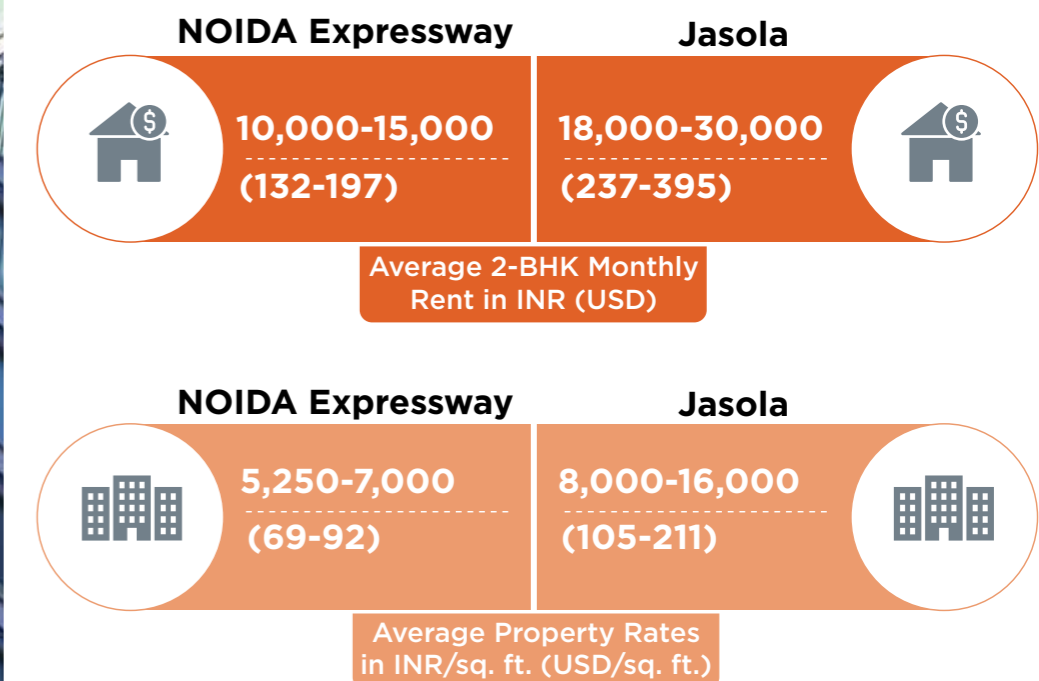 NOIDA Expressway
Jasola
$
10,000-15,000
(132-197)
18,000-30,000
(237-395)
$
Average 2-BHK Monthly
Rent in INR (USD)
NOIDA Expressway
Jasola
5,250-7,000
(69-92)
8,000-16,000
(105-211)
Average Property Rates
in INR/sq. ft. (USD/sq. ft.)